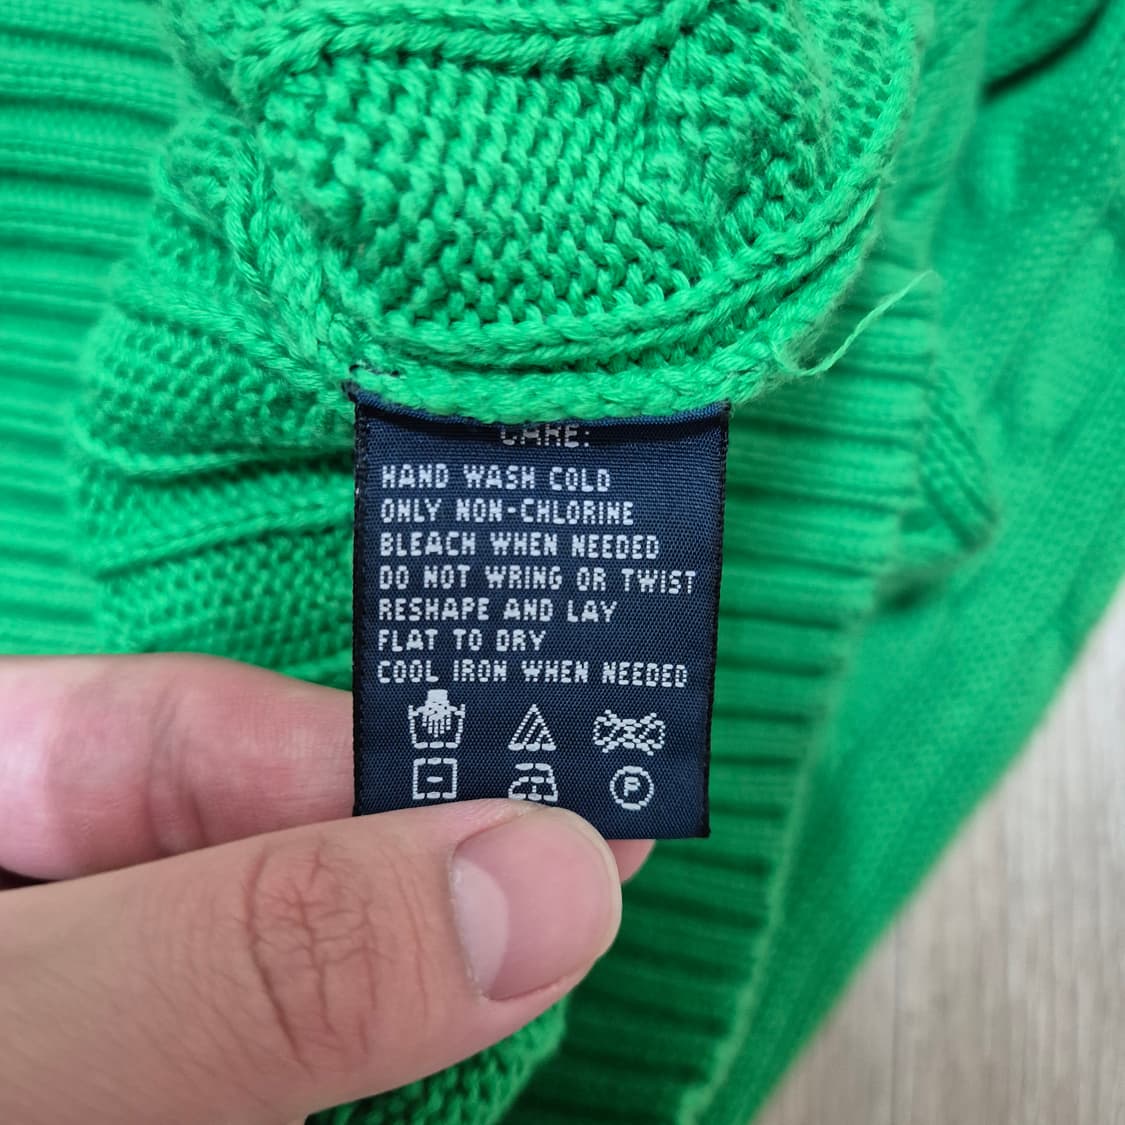 CARE:
HAND WASH COLD
ONLY NON-CHLORINE
BLEACH WHEN NEEDED
DO NOT WRING OR TWIST
RESHAPE AND LAY
FLAT TO DRY
COOL IRON WHEN NEEDED
P